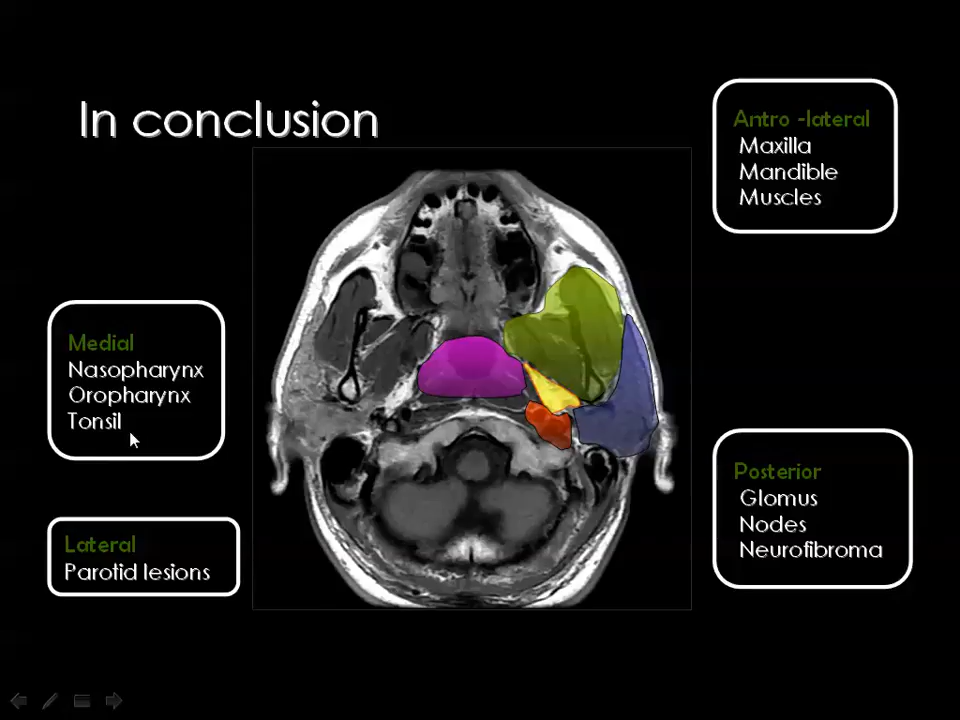 In conclusion
Antro -lateral
Maxilla
Mandible
Muscles
Medial
Nasopharynx
Oropharynx
Tonsil
Posterior
Glomus
Nodes
Neurofibroma
Lateral
Parotid lesions